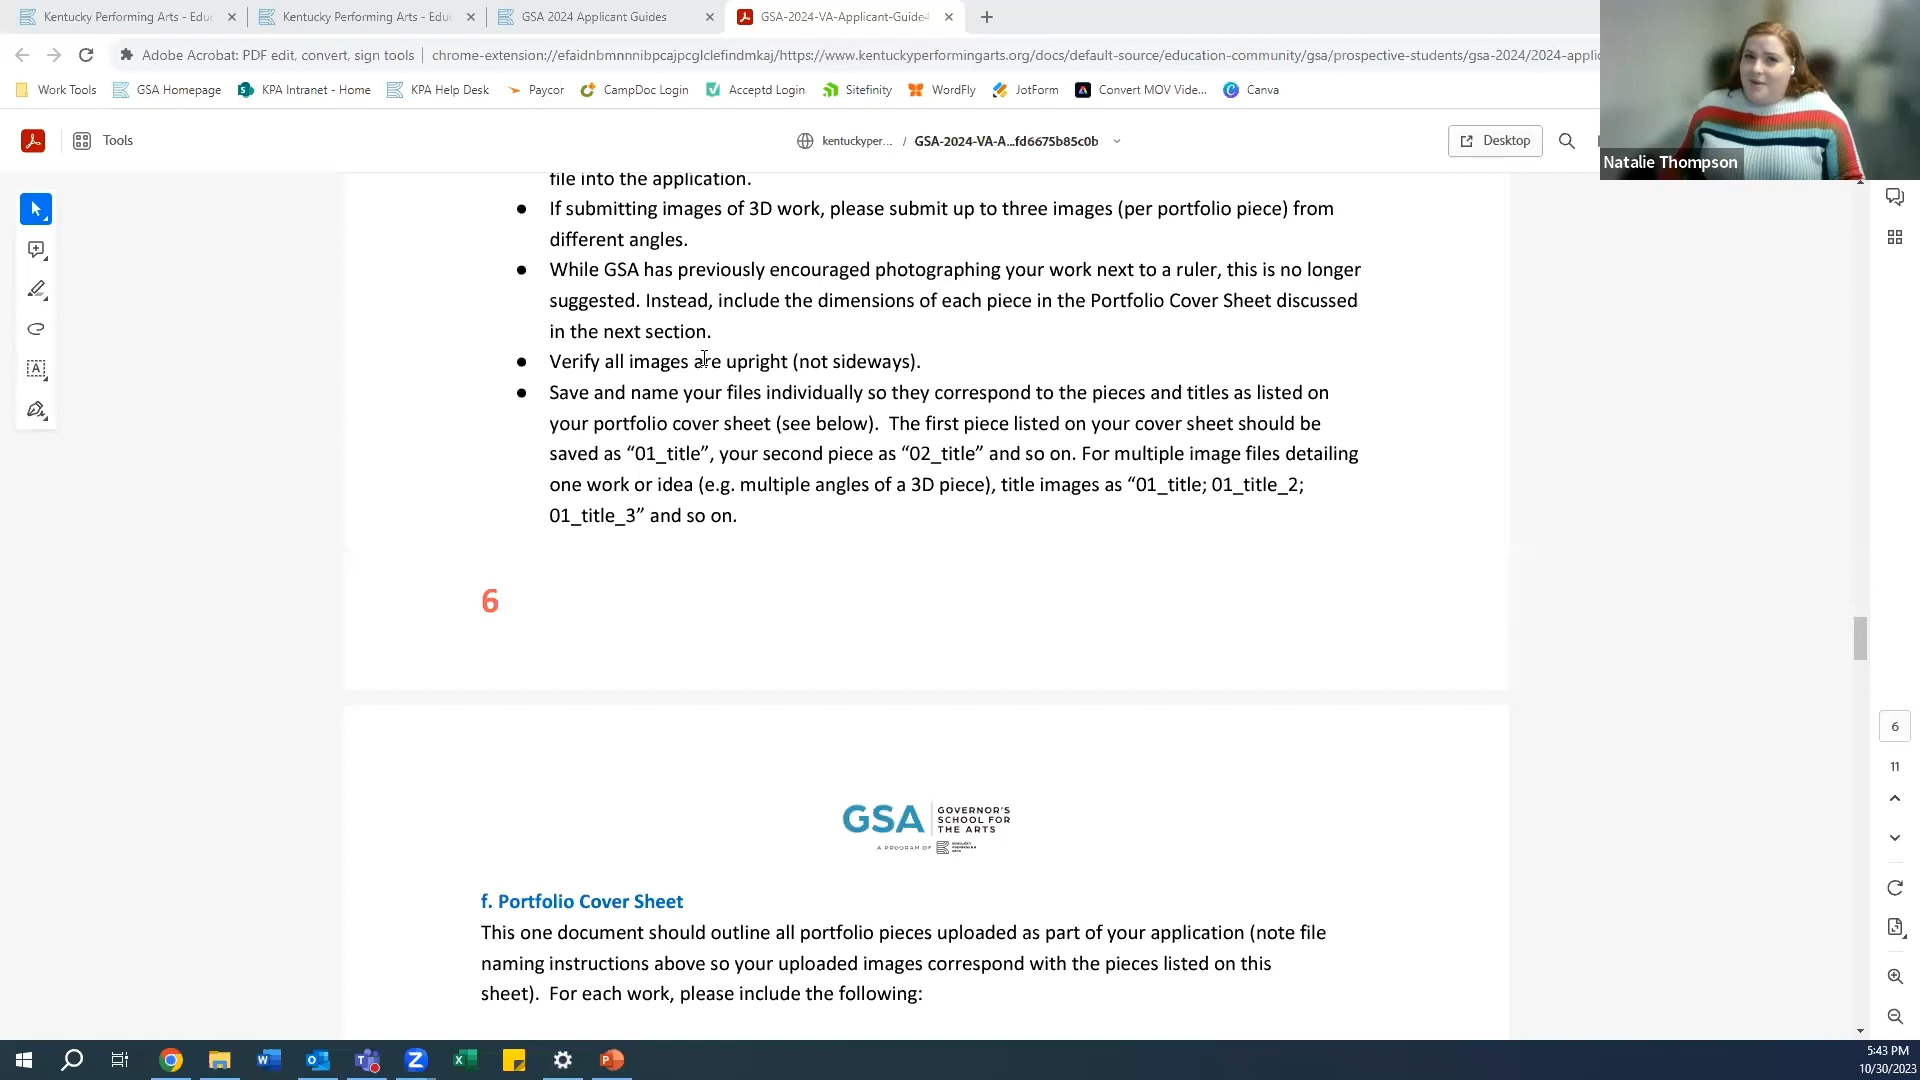 Kentucky Performing Arts - Educ
Kentucky Performing Arts - Educ
GSA 2024 Applicant Guides
GSA-2024-VA-Applicant-Guide4
Adobe Acrobat: PDF edit, convert, sign tools
chrome-extension://efaidnbmnnnibpcajpcglclefindmkaj/https://www.kentuckyperformingarts.org/docs/default-source/education-community/gsa/prospective-students/gsa-2024/2024-applic
Work Tools
GSA Homepage
KPA Intranet - Home
KPA Help Desk
Paycor
CampDoc Login
Acceptd Login
Sitefinity
WordFly
JotForm
Convert MOV Vide...
Canva
Tools
kentuckyper... / GSA-2024-VA-A...fd6675b85c0b
Desktop
Natalie Thompson
file into the application.
● If submitting images of 3D work, please submit up to three images (per portfolio piece) from
different angles.
● While GSA has previously encouraged photographing your work next to a ruler, this is no longer
suggested. Instead, include the dimensions of each piece in the Portfolio Cover Sheet discussed
in the next section.
● Verify all images are upright (not sideways).
● Save and name your files individually so they correspond to the pieces and titles as listed on
your portfolio cover sheet (see below).  The first piece listed on your cover sheet should be
saved as “01_title”, your second piece as “02_title” and so on. For multiple image files detailing
one work or idea (e.g. multiple angles of a 3D piece), title images as “01_title; 01_title_2;
01_title_3” and so on.
6
6
11
GSA
GOVERNOR'S
SCHOOL FOR
THE ARTS
A PROGRAM OF
KENTUCKY
PERFORMING
ARTS
f. Portfolio Cover Sheet
This one document should outline all portfolio pieces uploaded as part of your application (note file
naming instructions above so your uploaded images correspond with the pieces listed on this
sheet).  For each work, please include the following:
5:43 PM
10/30/2023